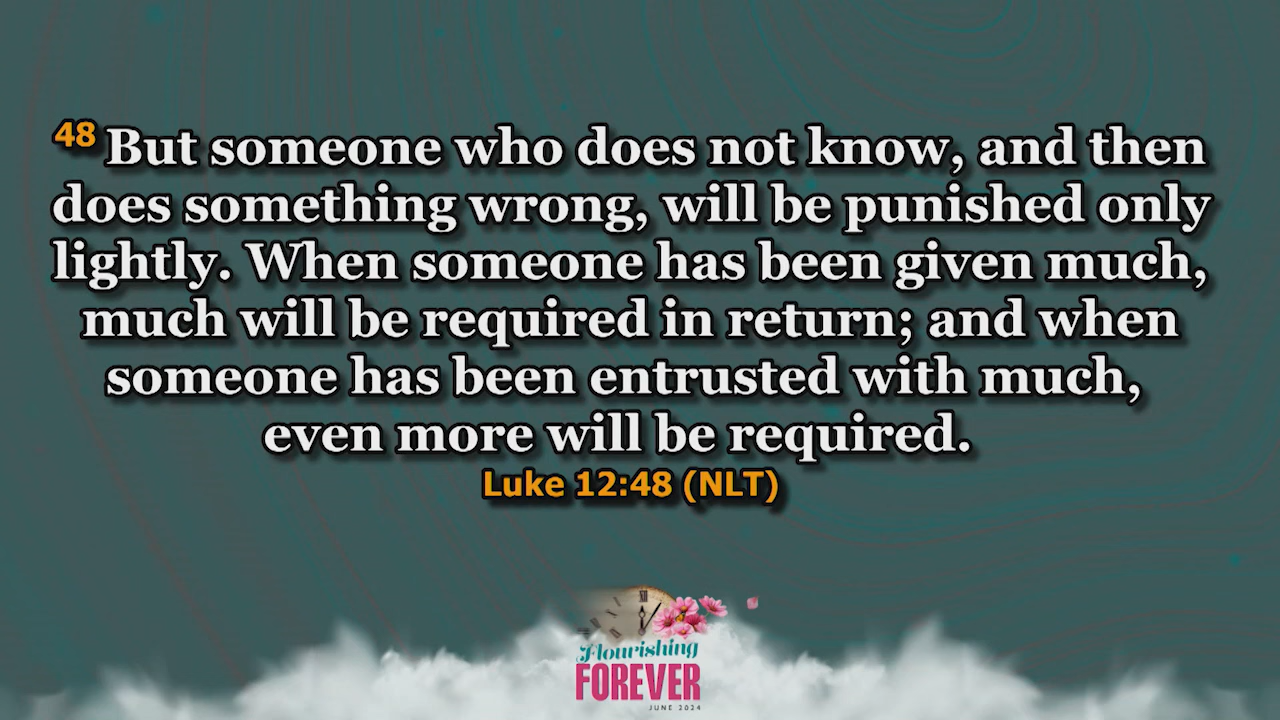 48 But someone who does not know, and then
does something wrong, will be punished only
lightly. When someone has been given much,
much will be required in return; and when
someone has been entrusted with much,
even more will be required.
Luke 12:48 (NLT)
XII
Flourishing
FOREVER
JUNE 2024